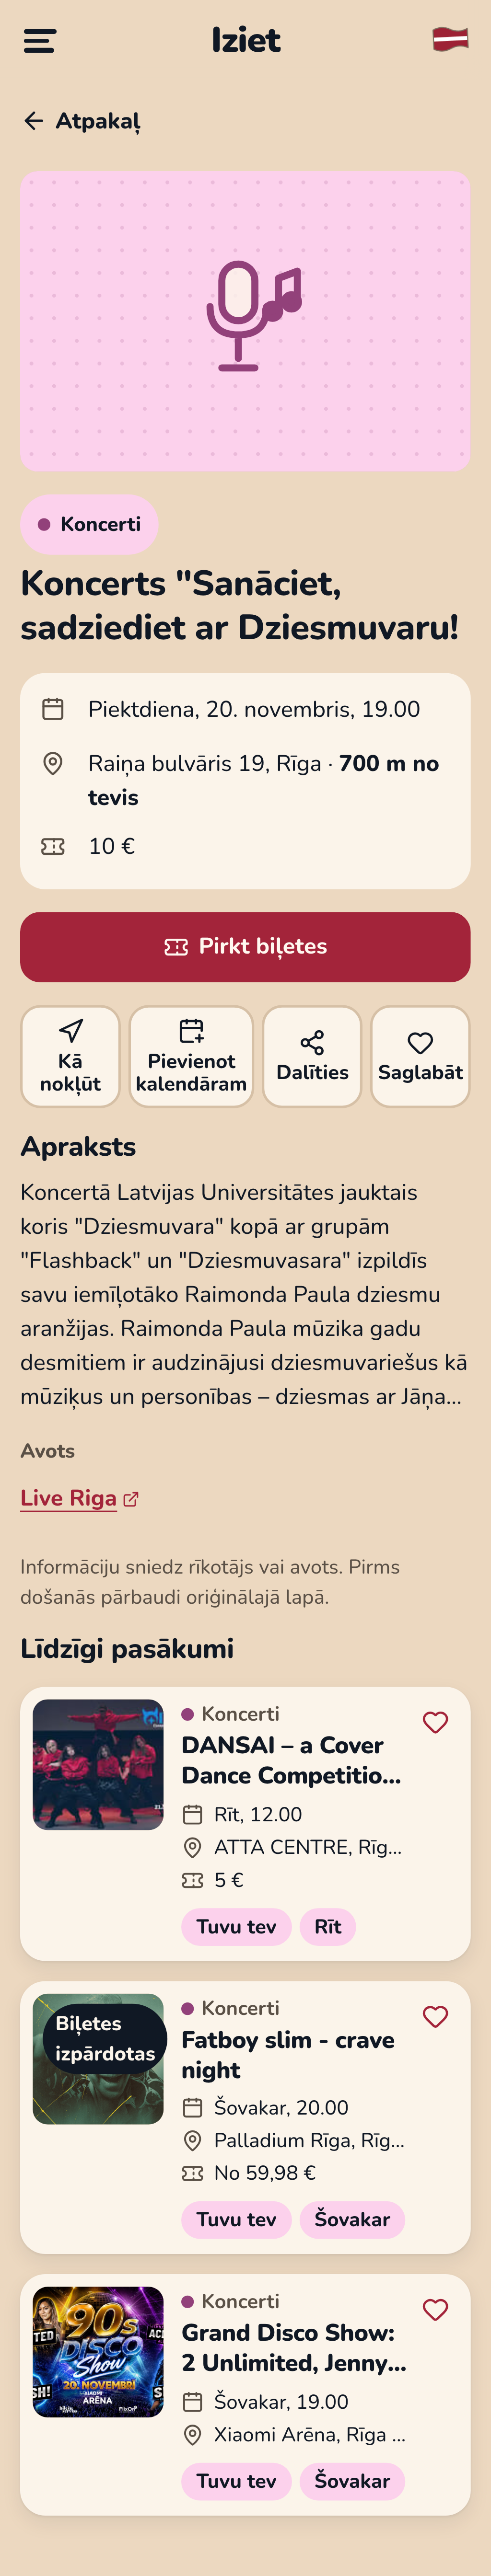 Iziet
Atpakaļ
Koncerti
Koncerts "Sanāciet,
sadziediet ar Dziesmuvaru!
Piektdiena, 20. novembris, 19.00
Raiņa bulvāris 19, Rīga · 700 m no
tevis
10 €
Pirkt biļetes
Kā
nokļūt
Pievienot
kalendāram
Dalīties
Saglabāt
Apraksts
Koncertā Latvijas Universitātes jauktais
koris "Dziesmuvara" kopā ar grupām
"Flashback" un "Dziesmuvasara" izpildīs
savu iemīļotāko Raimonda Paula dziesmu
aranžijas. Raimonda Paula mūzika gadu
desmitiem ir audzinājusi dziesmuvariešus kā
mūziķus un personības – dziesmas ar Jāņa...
Avots
Live Riga
Informāciju sniedz rīkotājs vai avots. Pirms
došanās pārbaudi oriģinālajā lapā.
Līdzīgi pasākumi
Koncerti
DANSAI – a Cover
Dance Competitio...
Rīt, 12.00
ATTA CENTRE, Rīg...
5 €
Tuvu tev
Rīt
Biļetes
izpārdotas
Koncerti
Fatboy slim - crave
night
Šovakar, 20.00
Palladium Rīga, Rīg...
No 59,98 €
Tuvu tev
Šovakar
90s
DISCO
Show
20. NOVEMBRĪ
XIAOMI
ARĒNA
Koncerti
Grand Disco Show:
2 Unlimited, Jenny...
Šovakar, 19.00
Xiaomi Arēna, Rīga ...
Tuvu tev
Šovakar